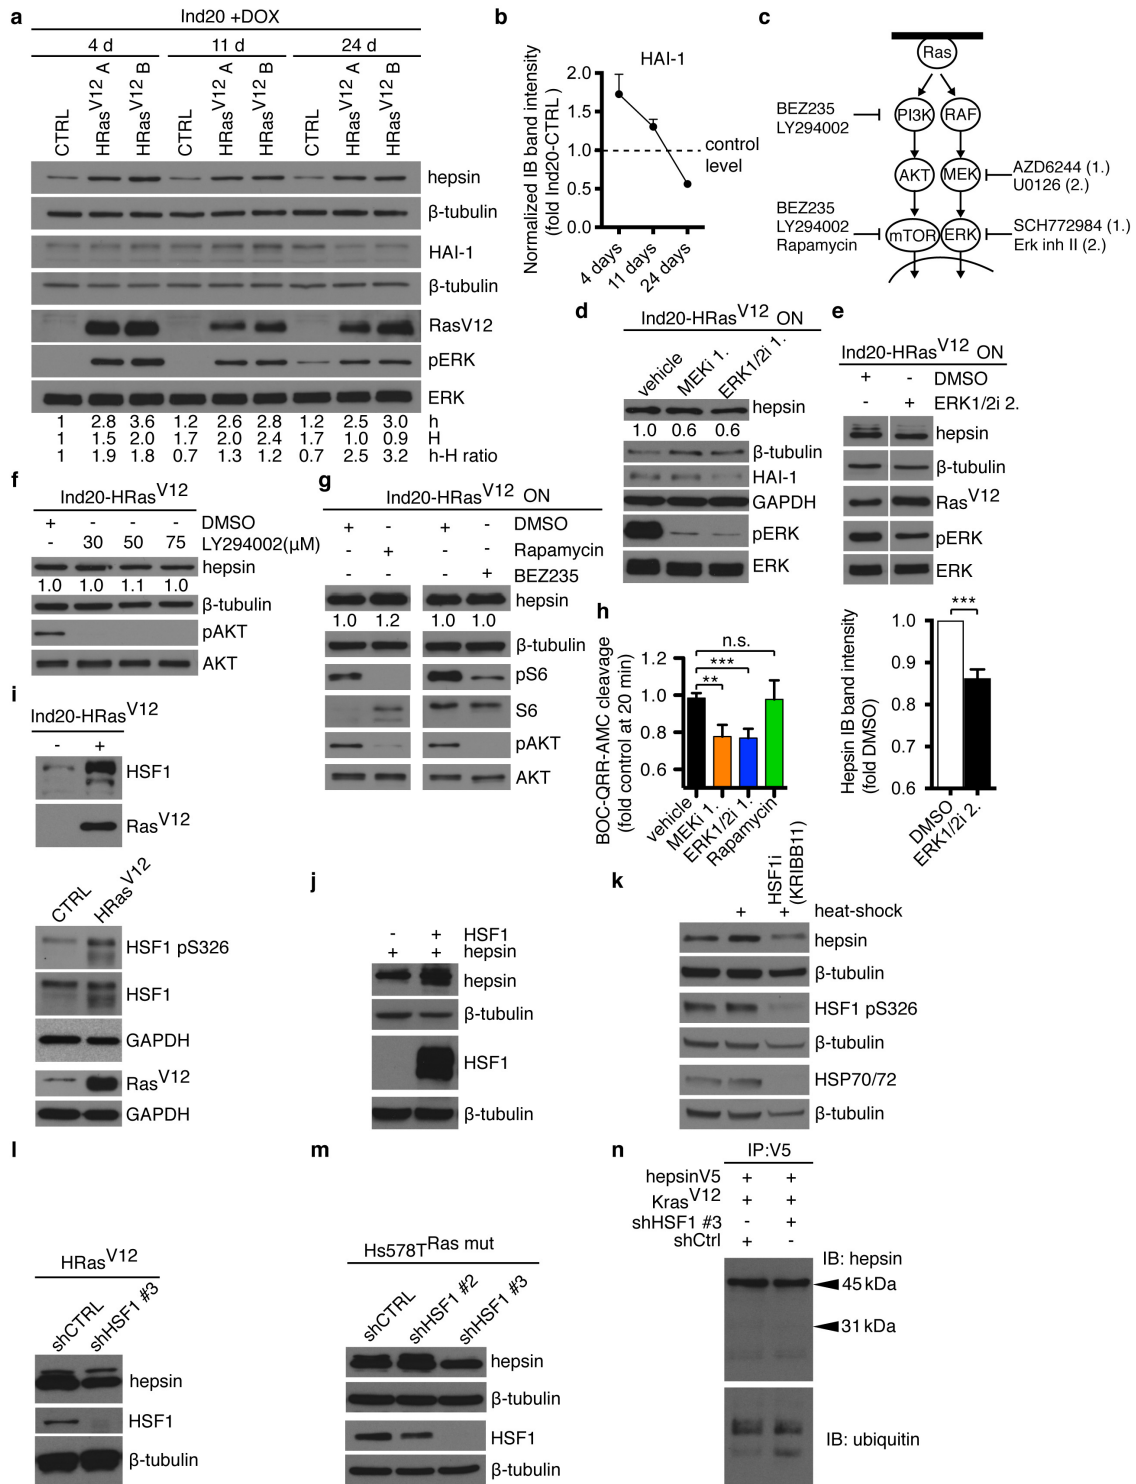 a
Ind20 +DOX
4 d 11 d 24 d
CTRL HRasV12 A HRasV12 B CTRL HRasV12 A HRasV12 B CTRL HRasV12 A HRasV12 B
hepsin
β-tubulin
HAI-1
β-tubulin
RasV12
pERK
ERK
1 2.8 3.6 1.2 2.6 2.8 1.2 2.5 3.0 h
1 1.5 2.0 1.7 2.0 2.4 1.7 1.0 0.9 H
1 1.9 1.8 0.7 1.3 1.2 0.7 2.5 3.2 h-H ratio
b
HAI-1
Normalized IB band intensity
(fold Ind20-CTRL)
2.0
1.5
1.0
0.5
0.0
control
level
4 days 11 days 24 days
c
Ras
PI3K RAF
AKT MEK
mTOR ERK
BEZ235
LY294002
BEZ235
LY294002
Rapamycin
AZD6244 (1.)
U0126 (2.)
SCH772984 (1.)
Erk inh II (2.)
d
Ind20-HRasV12 ON
vehicle MEKi 1. ERK1/2i 1.
hepsin
1.0 0.6 0.6
β-tubulin
HAI-1
GAPDH
pERK
ERK
e
Ind20-HRasV12 ON
+ - DMSO
- + ERK1/2i 2.
hepsin
β-tubulin
RasV12
pERK
ERK
Hepsin IB band intensity
(fold DMSO)
***
1.0
0.9
0.8
0.7
0.6
DMSO ERK1/2i 2.
f
Ind20-HRasV12
+ - - - DMSO
- 30 50 75 LY294002(μM)
hepsin
1.0 1.0 1.1 1.0
β-tubulin
pAKT
AKT
g
Ind20-HRasV12 ON
+ - + - DMSO
- + - - Rapamycin
- - - + BEZ235
hepsin
1.0 1.2 1.0 1.0
β-tubulin
pS6
S6
pAKT
AKT
h
BOC-QRR-AMC cleavage
(fold control at 20 min)
n.s.
***
**
1.2
1.0
0.8
0.6
vehicle MEKi 1. ERK1/2i 1. Rapamycin
i
Ind20-HRasV12
- +
HSF1
RasV12
CTRL HRasV12
HSF1 pS326
HSF1
GAPDH
RasV12
GAPDH
j
- + HSF1
+ + hepsin
hepsin
β-tubulin
HSF1
β-tubulin
k
HSF1i
(KRIBB11)
+ + heat-shock
hepsin
β-tubulin
HSF1 pS326
β-tubulin
HSP70/72
β-tubulin
l
HRasV12
shCTRL shHSF1 #3
hepsin
HSF1
β-tubulin
m
Hs578TRas mut
shCTRL shHSF1 #2 shHSF1 #3
hepsin
β-tubulin
HSF1
β-tubulin
n
IP:V5
hepsinV5 + +
KrasV12 + +
shHSF1 #3 - +
shCtrl + -
IB: hepsin
45 kDa
31 kDa
IB: ubiquitin